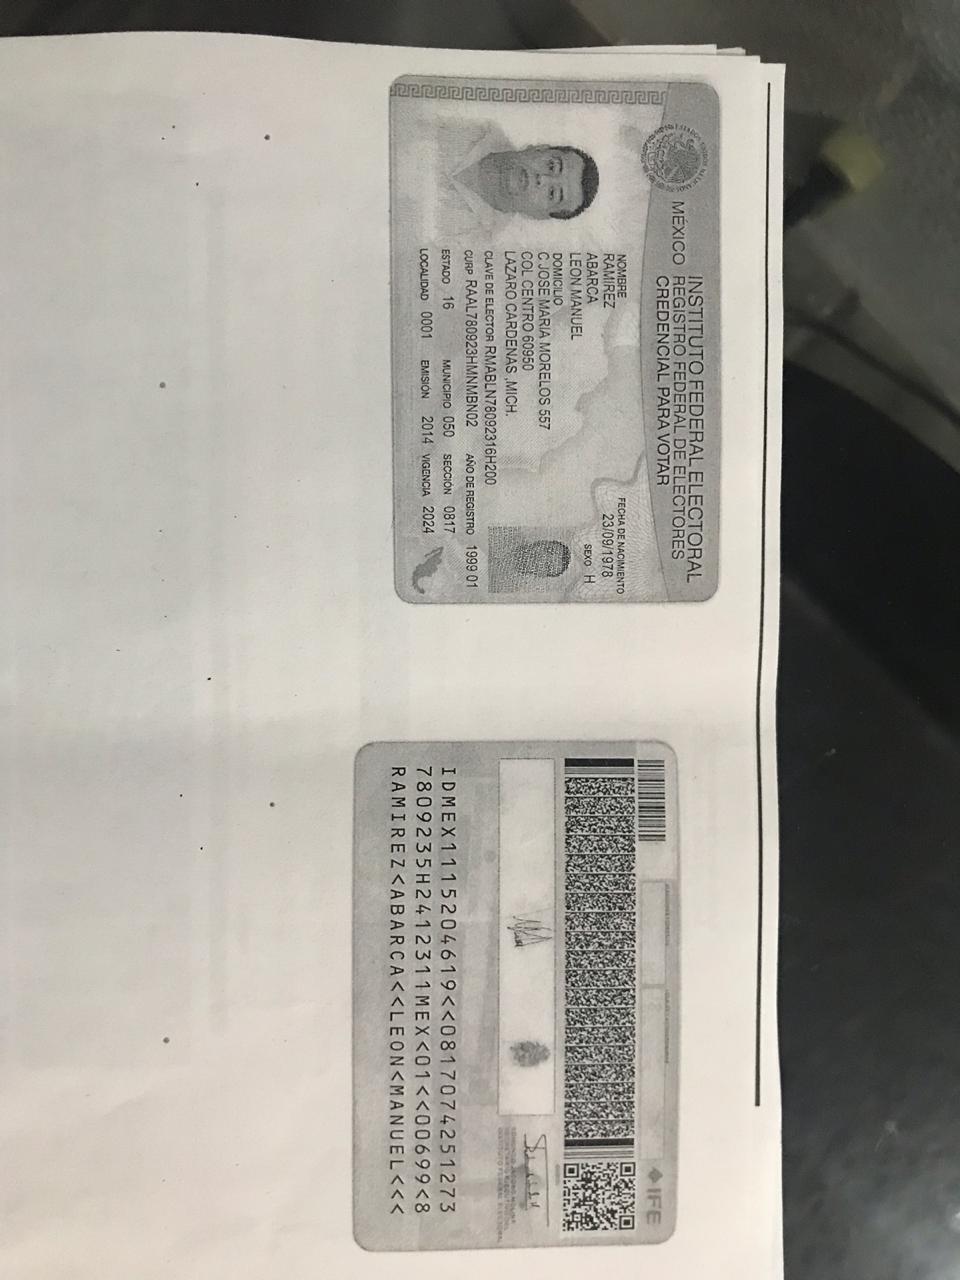 INSTITUTO FEDERAL ELECTORAL
MÉXICO REGISTRO FEDERAL DE ELECTORES
CREDENCIAL PARA VOTAR
NOMBRE
RAMIREZ
ABARCA
LEON MANUEL
FECHA DE NACIMIENTO
23/09/1978
SEXO H
DOMICILIO
C JOSE MARIA MORELOS 557
COL CENTRO 60950
LAZARO CARDENAS ,MICH.
CLAVE DE ELECTOR RMABLN78092316H200
CURP RAAL780923HMNMBN02 AÑO DE REGISTRO 1999 01
ESTADO 16 MUNICIPIO 050 SECCIÓN 0817
LOCALIDAD 0001 EMISIÓN 2014 VIGENCIA 2024
IFE
IDMEX1115204619<<0817074251273
7809235H2412311MEX<01<<00699<8
RAMIREZ<ABARCA<<LEON<MANUEL<<<